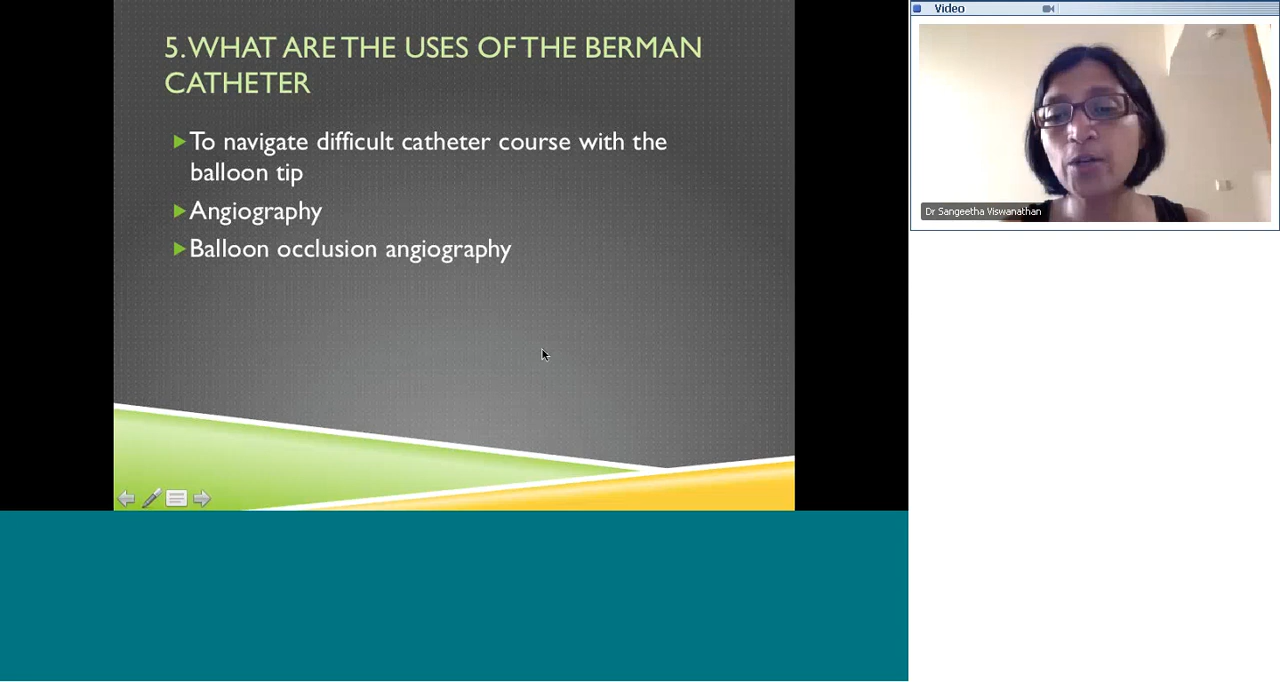 5. WHAT ARE THE USES OF THE BERMAN
CATHETER
To navigate difficult catheter course with the
balloon tip
Angiography
Balloon occlusion angiography
Video
Dr Sangeetha Viswanathan